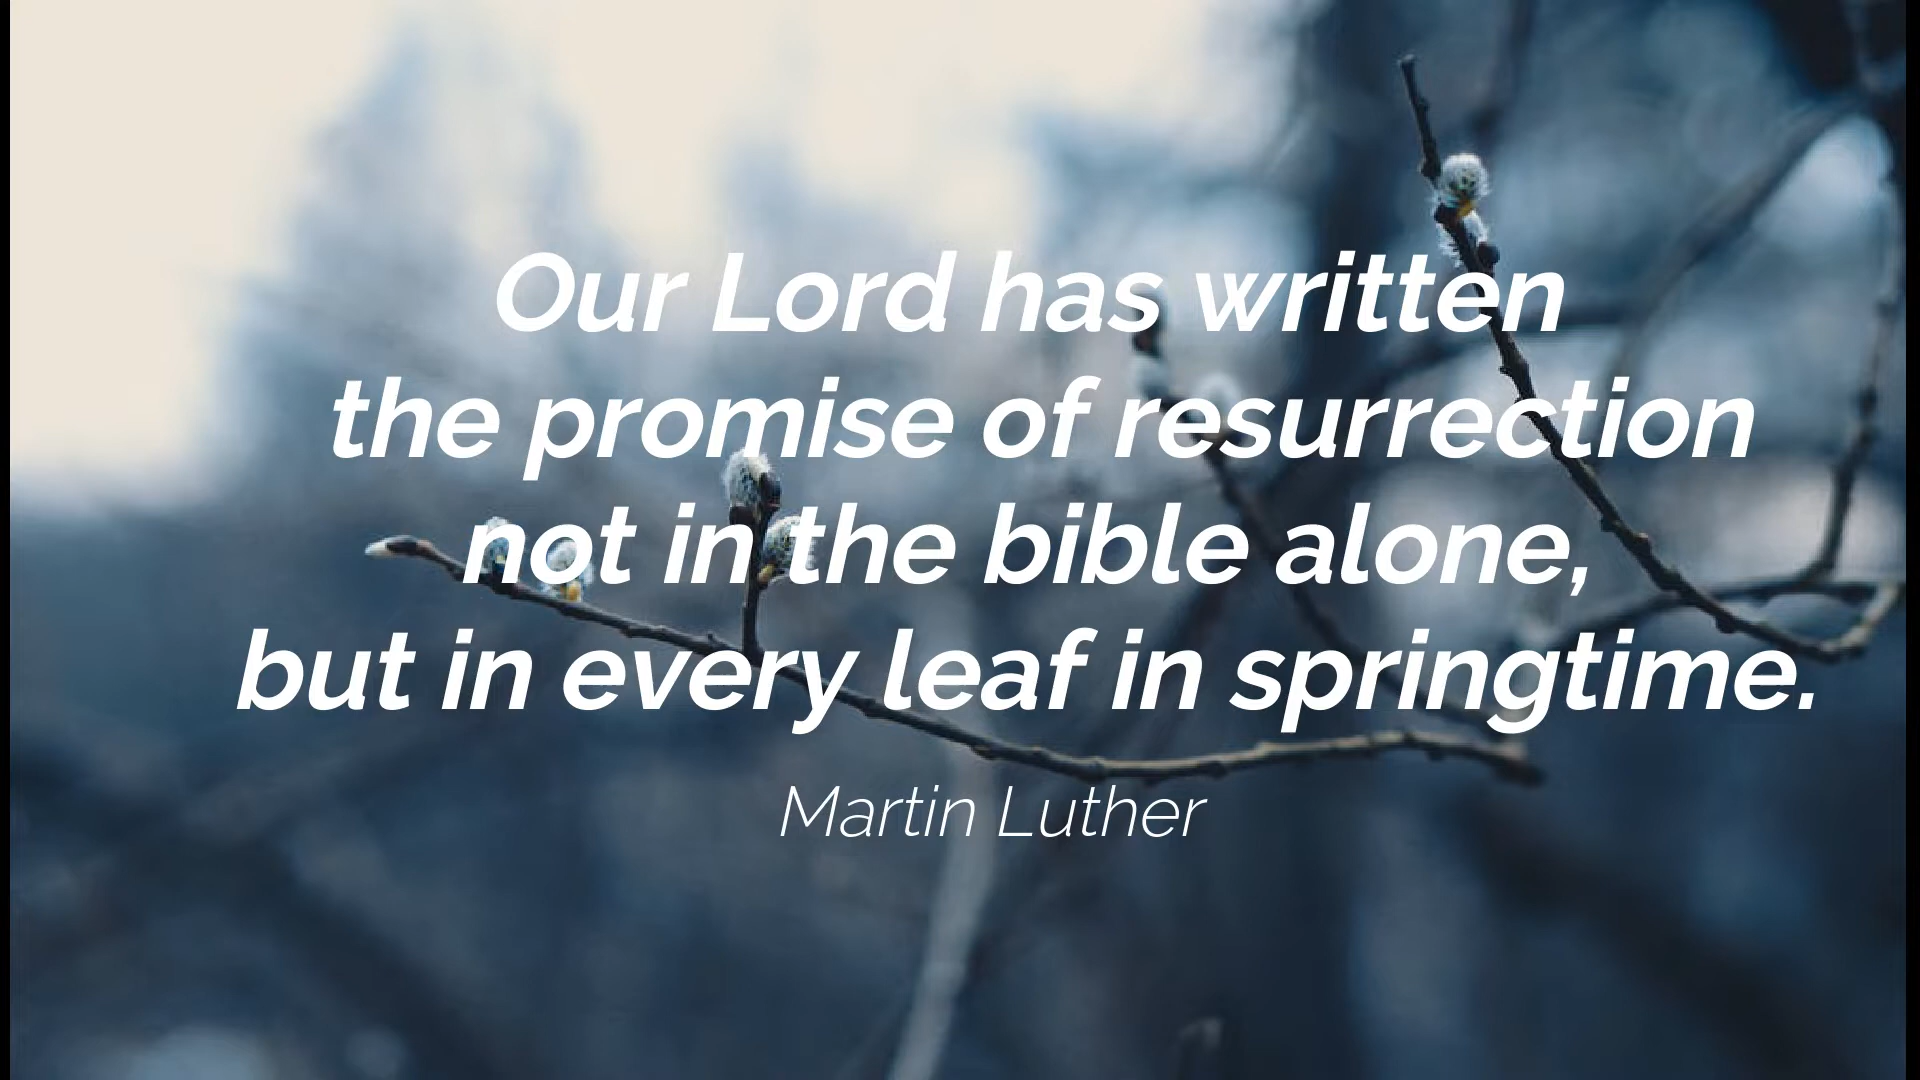 Our Lord has written
the promise of resurrection
not in the bible alone,
but in every leaf in springtime.
Martin Luther